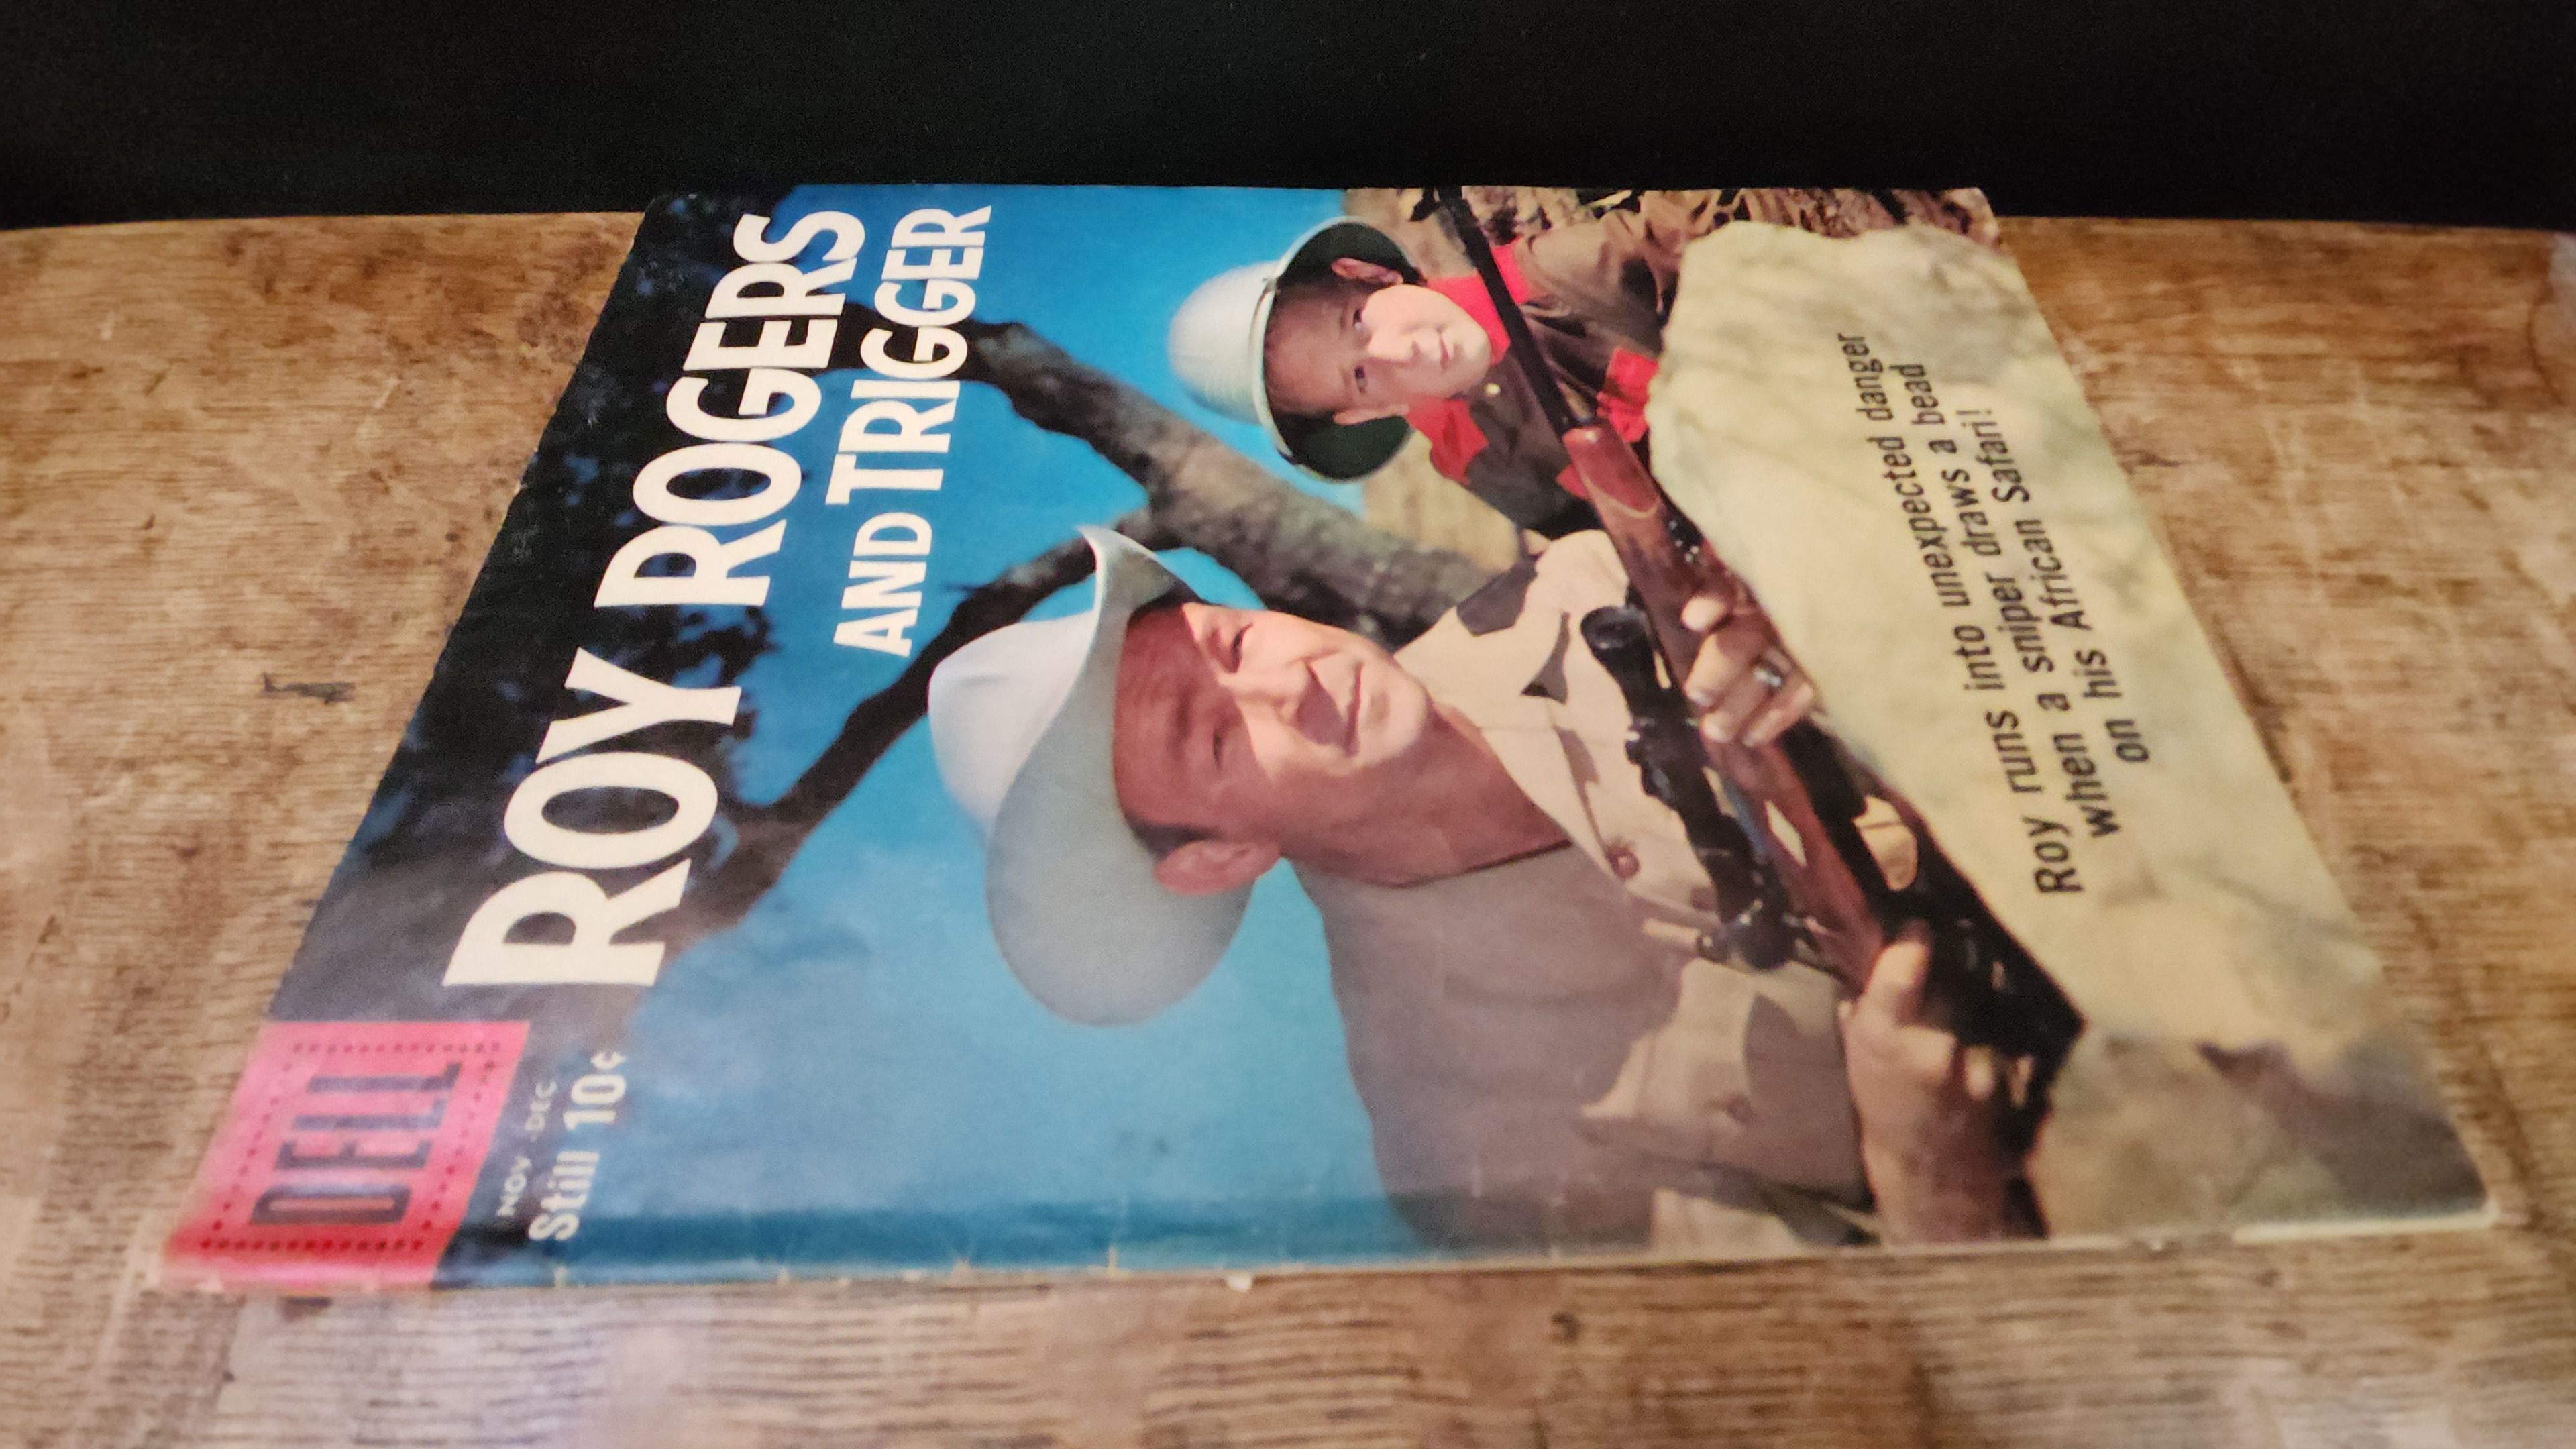 DELL
NOV.-DEC.
Still 10¢
ROY ROGERS
AND TRIGGER
Roy runs into unexpected danger
when a sniper draws a bead
on his African Safari!